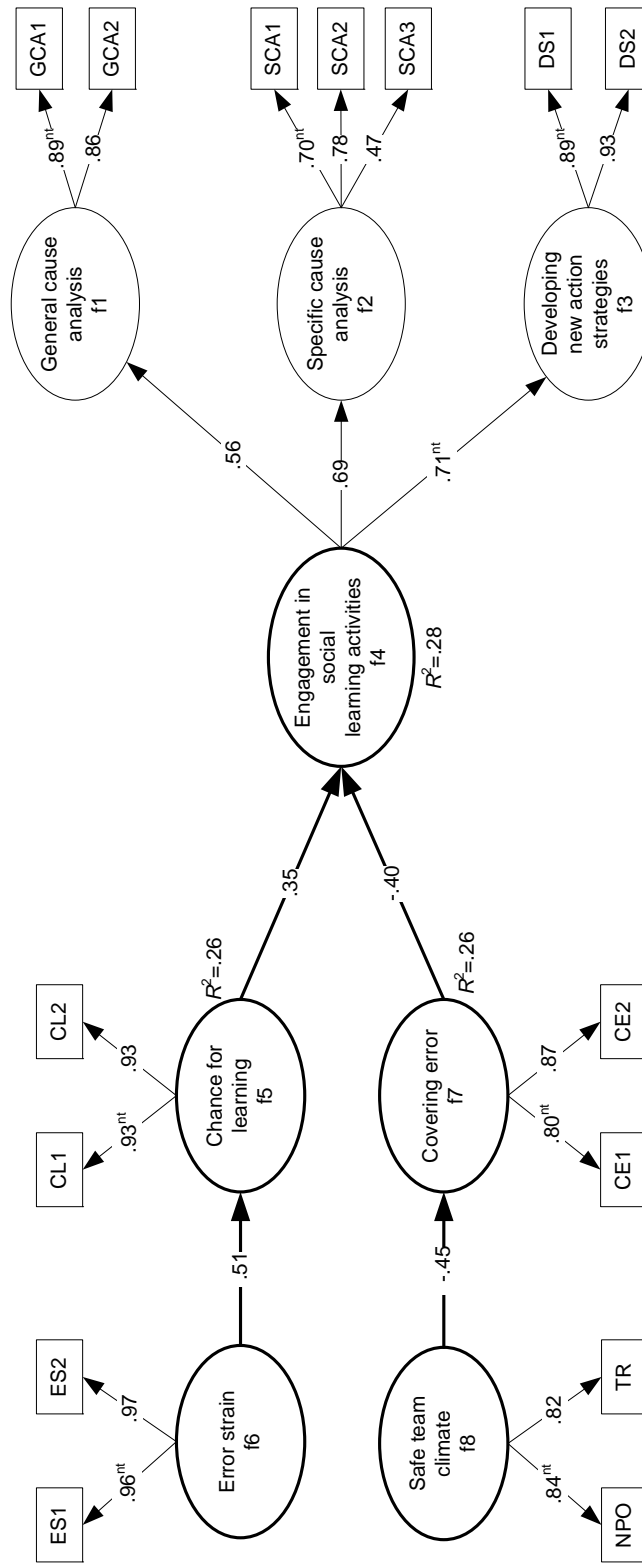 ES1
ES2
.96nt
.97
Error strain
f6
.51
CL1
CL2
.93nt
.93
Chance for
learning
f5
R²=.26
.35
Safe team
climate
f8
.84nt
.82
NPO
TR
-.45
Covering error
f7
R²=.26
.80nt
.87
CE1
CE2
-.40
Engagement in
social
learning activities
f4
R²=.28
.56
.69
.71nt
General cause
analysis
f1
.89nt
.86
GCA1
GCA2
Specific cause
analysis
f2
.70nt
.78
.47
SCA1
SCA2
SCA3
Developing
new action
strategies
f3
.89nt
.93
DS1
DS2